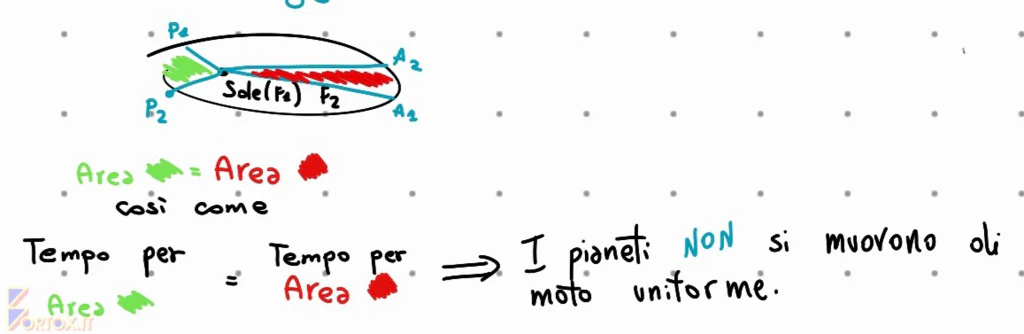 P1
A2
Sole(F1) F2
P2
A1
Area = Area
così come
Tempo per = Tempo per ⇒ I pianeti NON si muovono di
Area Area moto uniforme.
VORTOX.IT